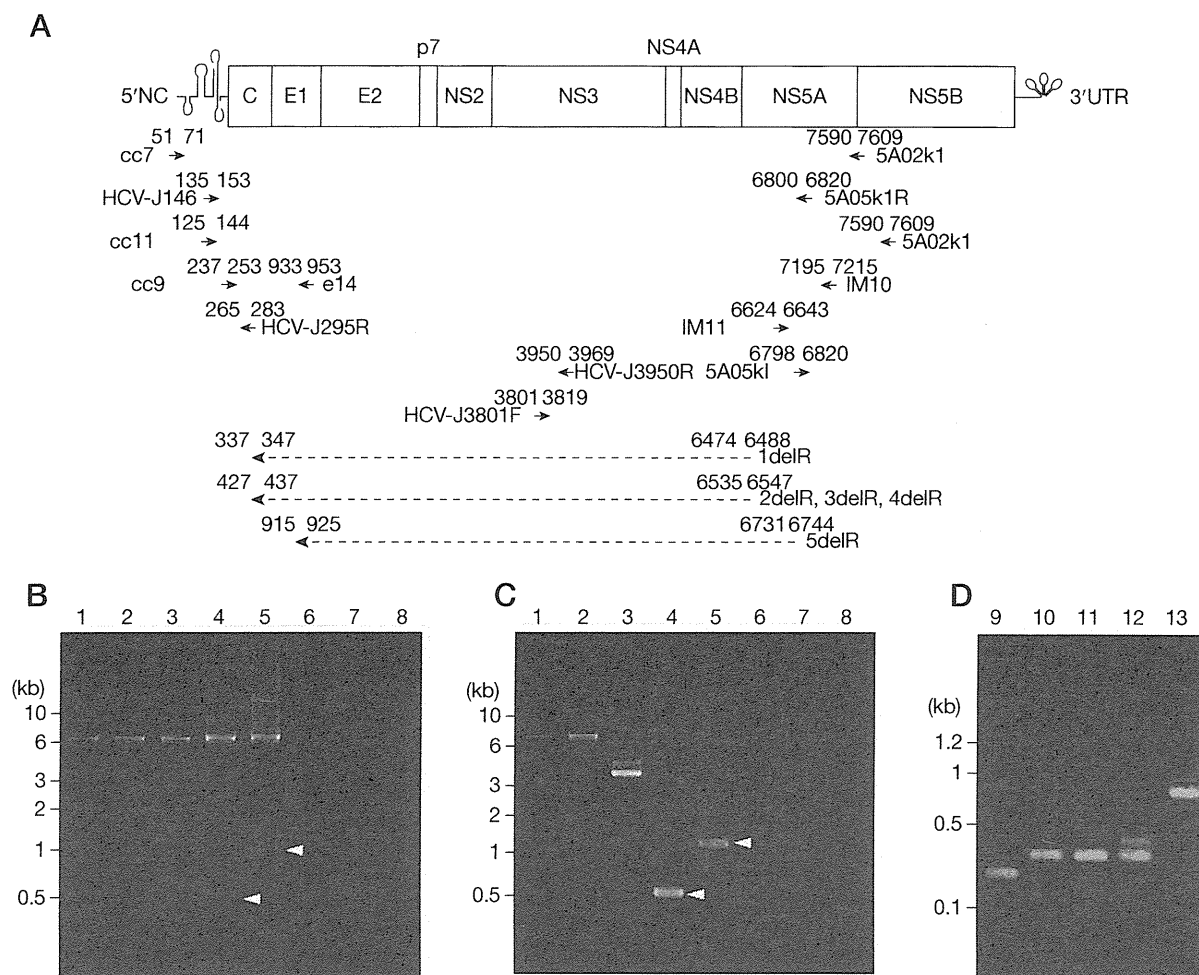 A
p7 NS4A
5′NC C E1 E2 NS2 NS3 NS4B NS5A NS5B 3′UTR
51 71 7590 7609
cc7 5A02k1
135 153 6800 6820
HCV-J146 5A05k1R
125 144 7590 7609
cc11 5A02k1
237 253 933 953 7195 7215
cc9 e14 IM10
265 283 6624 6643
HCV-J295R IM11
3950 3969 6798 6820
HCV-J3950R 5A05kl
3801 3819
HCV-J3801F
337 347 6474 6488
1delR
427 437 6535 6547
2delR, 3delR, 4delR
915 925 6731 6744
5delR
B 1 2 3 4 5 6 7 8
(kb)
10
6
3
2
1
0.5
C 1 2 3 4 5 6 7 8
(kb)
10
6
3
2
1
0.5
D 9 10 11 12 13
(kb)
1.2
1
0.5
0.1